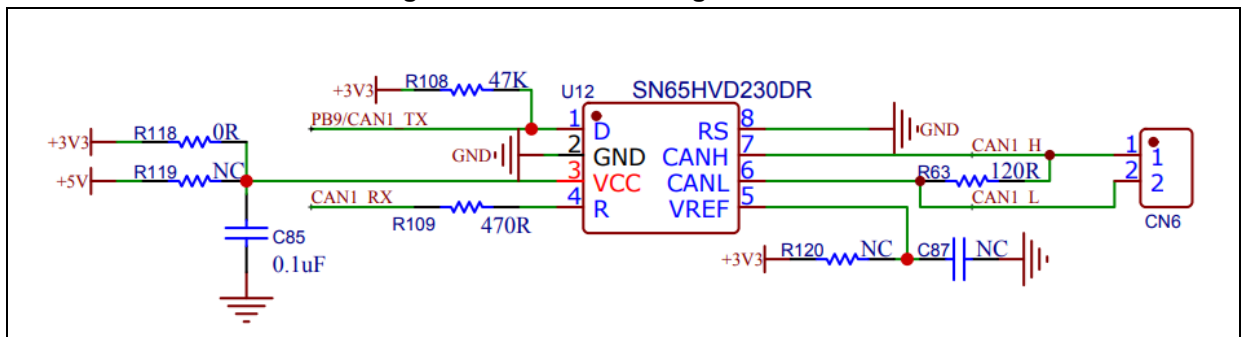 +3V3 R108 47K U12 SN65HVD230DR
PB9/CAN1_TX 1 D RS 8 GND
+3V3 R118 0R GND 2 GND CANH 7 CAN1_H 1 1
+5V R119 NC 3 VCC CANL 6 R63 120R 2 2
CAN1_RX R109 470R 4 R VREF 5 CAN1_L CN6
C85 0.1uF +3V3 R120 NC C87 NC